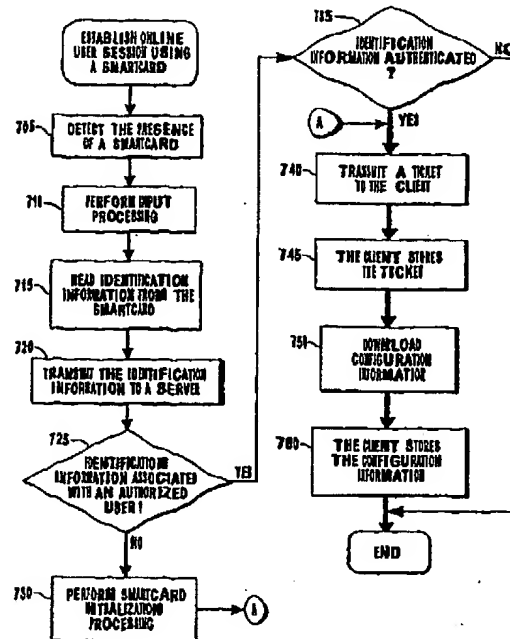 ESTABLISH ONLINE
USER SESSION USING
A SMARTCARD
705
DETECT THE PRESENCE
OF A SMARTCARD
710
PERFORM INPUT
PROCESSING
715
READ IDENTIFICATION
INFORMATION FROM THE
SMARTCARD
720
TRANSMIT THE IDENTIFICATION
INFORMATION TO A SERVER
725
IDENTIFICATION
INFORMATION ASSOCIATED
WITH AN AUTHORIZED
USER?
YES
NO
730
PERFORM SMARTCARD
INITIALIZATION
PROCESSING
A
735
IDENTIFICATION
INFORMATION AUTHENTICATED
?
NO
A
YES
740
TRANSMIT A TICKET
TO THE CLIENT
745
THE CLIENT STORES
THE TICKET
750
DOWNLOAD
CONFIGURATION
INFORMATION
760
THE CLIENT STORES
THE CONFIGURATION
INFORMATION
END